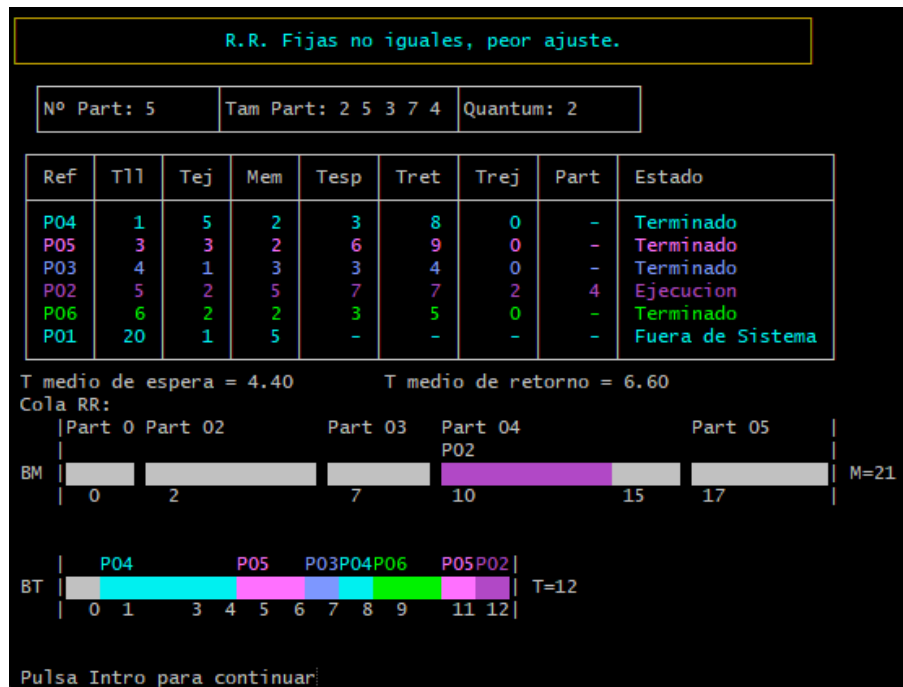 R.R. Fijas no iguales, peor ajuste.
Nº Part: 5 Tam Part: 2 5 3 7 4 Quantum: 2
Ref Tll Tej Mem Tesp Tret Trej Part Estado
P04 1 5 2 3 8 0 - Terminado
P05 3 3 2 6 9 0 - Terminado
P03 4 1 3 3 4 0 - Terminado
P02 5 2 5 7 7 2 4 Ejecucion
P06 6 2 2 3 5 0 - Terminado
P01 20 1 5 - - - - Fuera de Sistema
T medio de espera = 4.40 T medio de retorno = 6.60
Cola RR:
|Part 0 Part 02 Part 03 Part 04 Part 05 |
| P02 |
BM | | M=21
| 0 2 7 10 15 17 |
| P04 P05 P03P04P06 P05P02|
BT | | T=12
| 0 1 3 4 5 6 7 8 9 11 12|
Pulsa Intro para continuar